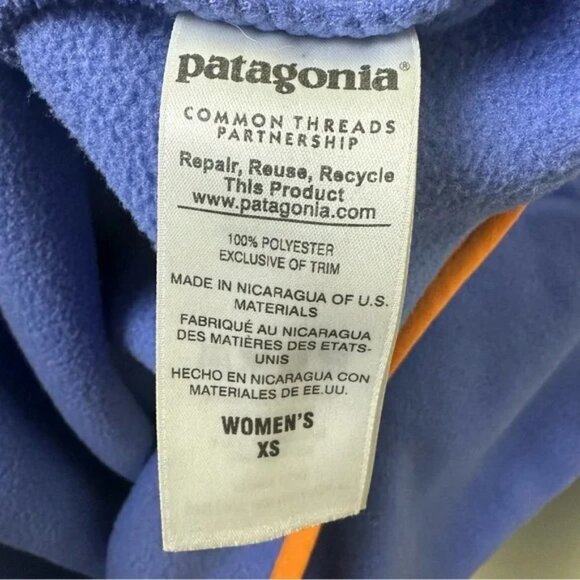 patagonia®
COMMON THREADS
PARTNERSHIP
Repair, Reuse, Recycle
This Product
www.patagonia.com
100% POLYESTER
EXCLUSIVE OF TRIM
MADE IN NICARAGUA OF U.S.
MATERIALS
FABRIQUÉ AU NICARAGUA
DES MATIÈRES DES ETATS-
UNIS
HECHO EN NICARAGUA CON
MATERIALES DE EE.UU.
WOMEN'S
XS